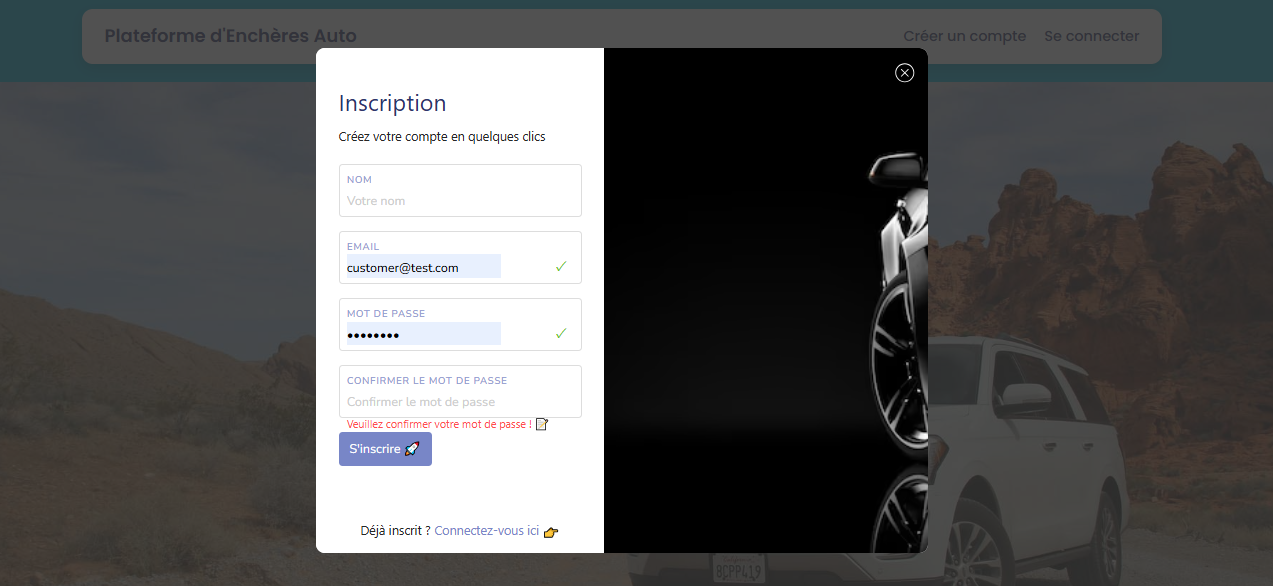 Plateforme d'Enchères Auto
Créer un compte
Se connecter
Inscription
Créez votre compte en quelques clics
NOM
Votre nom
EMAIL
customer@test.com
MOT DE PASSE
••••••••
CONFIRMER LE MOT DE PASSE
Confirmer le mot de passe
Veuillez confirmer votre mot de passe ! 📝
S'inscrire 🚀
Déjà inscrit ? Connectez-vous ici 👉
8CPP419